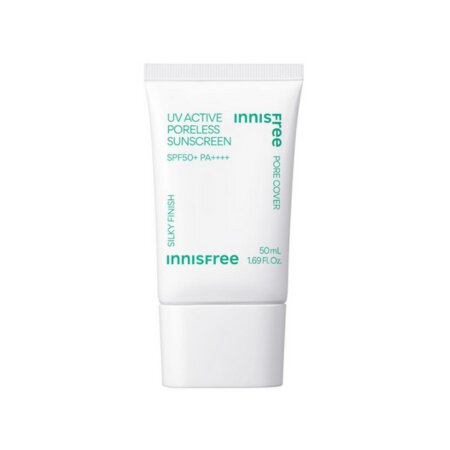 UV ACTIVE
PORELESS
SUNSCREEN
SPF50+ PA++++
innisFree
PORE COVER
SILKY FINISH
50mL
1.69 Fl.Oz.
innisFree